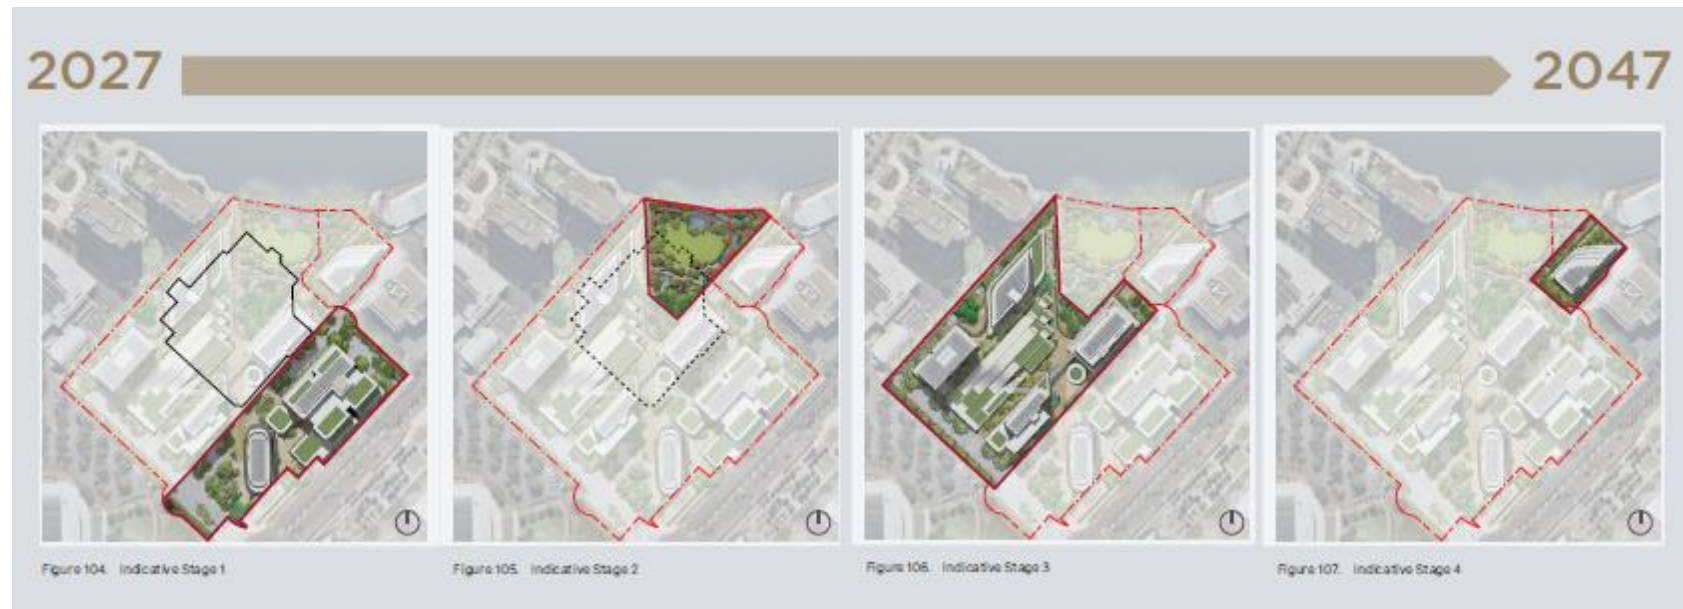 2027
2047
Figure 104. Indicative Stage 1
Figure 105. Indicative Stage 2
Figure 106. Indicative Stage 3
Figure 107. Indicative Stage 4